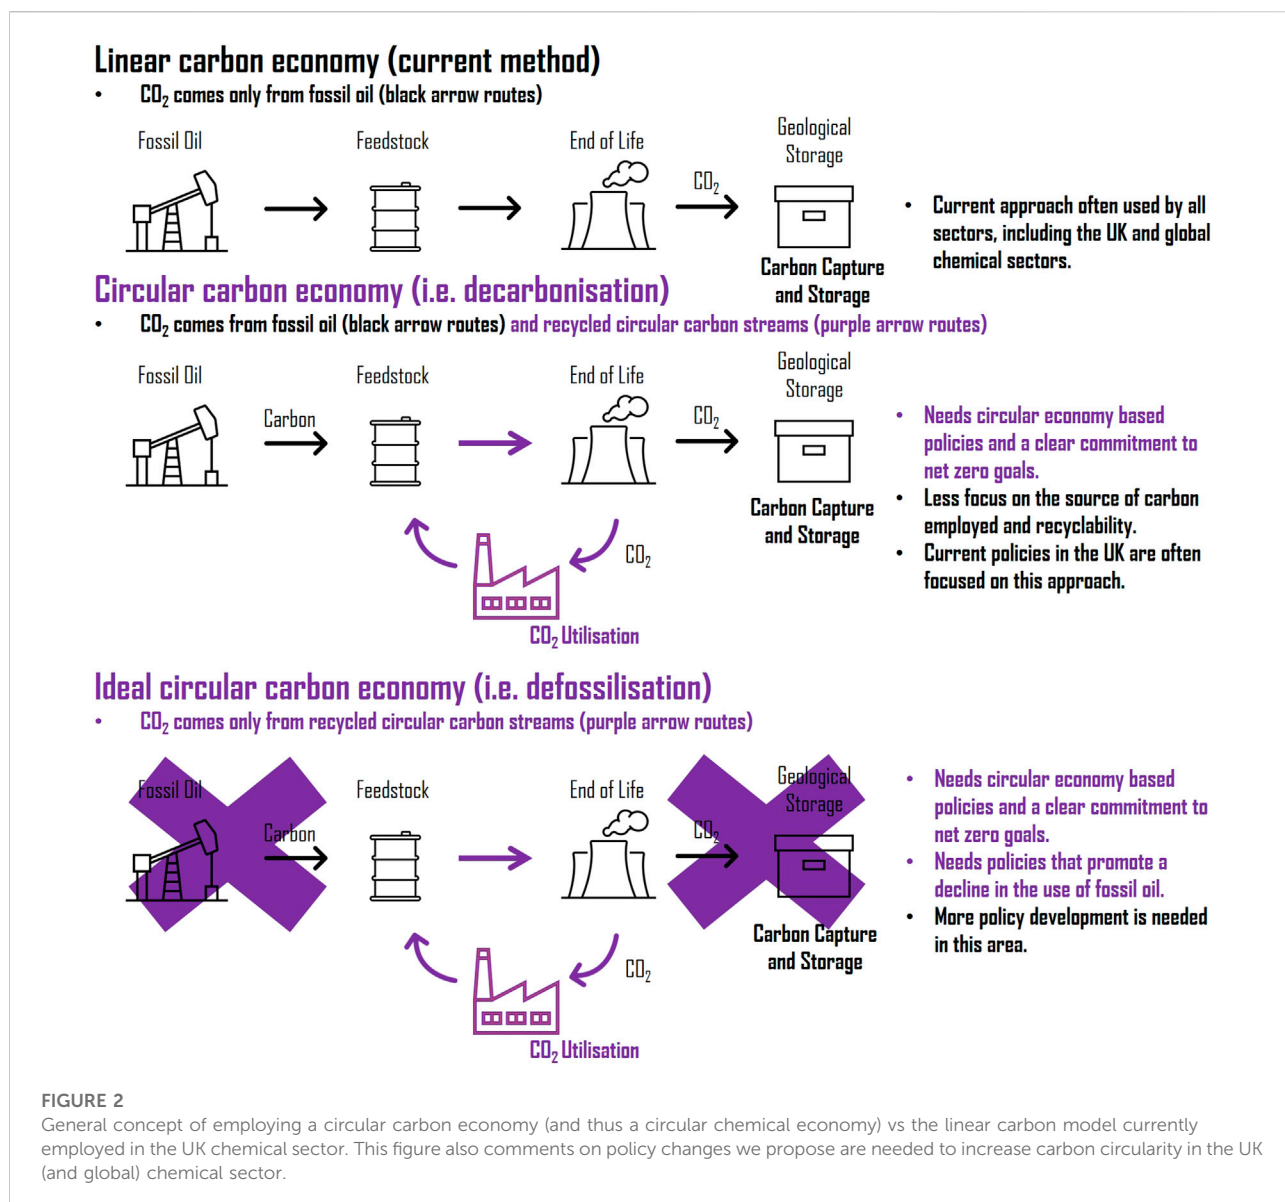 Linear carbon economy (current method)
• CO₂ comes only from fossil oil (black arrow routes)
Fossil Oil
Feedstock
End of Life
Geological
Storage
CO₂
Carbon Capture
and Storage
• Current approach often used by all
sectors, including the UK and global
chemical sectors.
Circular carbon economy (i.e. decarbonisation)
• CO₂ comes from fossil oil (black arrow routes) and recycled circular carbon streams (purple arrow routes)
Fossil Oil
Carbon
Feedstock
End of Life
CO₂
Geological
Storage
Carbon Capture
and Storage
CO₂
CO₂ Utilisation
• Needs circular economy based
policies and a clear commitment to
net zero goals.
• Less focus on the source of carbon
employed and recyclability.
• Current policies in the UK are often
focused on this approach.
Ideal circular carbon economy (i.e. defossilisation)
• CO₂ comes only from recycled circular carbon streams (purple arrow routes)
Fossil Oil
Carbon
Feedstock
End of Life
CO₂
Geological
Storage
Carbon Capture
and Storage
CO₂
CO₂ Utilisation
• Needs circular economy based
policies and a clear commitment to
net zero goals.
• Needs policies that promote a
decline in the use of fossil oil.
• More policy development is needed
in this area.
FIGURE 2
General concept of employing a circular carbon economy (and thus a circular chemical economy) vs the linear carbon model currently
employed in the UK chemical sector. This figure also comments on policy changes we propose are needed to increase carbon circularity in the UK
(and global) chemical sector.